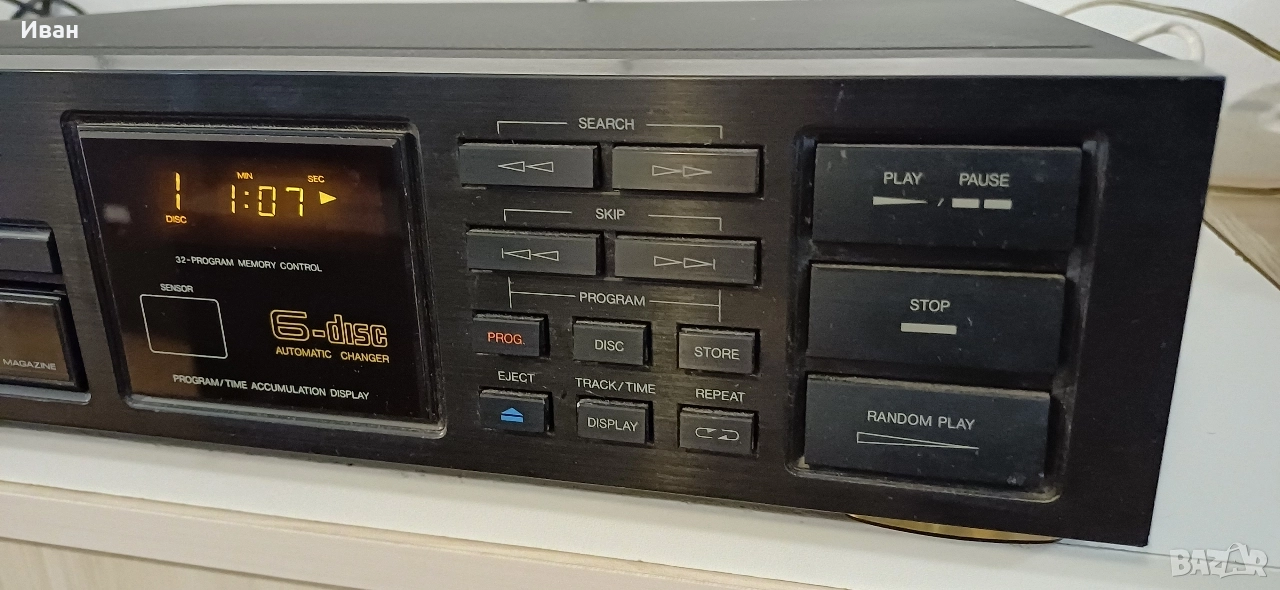 Иван
SEARCH
1 MIN SEC
DISC 1:07
32-PROGRAM MEMORY CONTROL
SENSOR
6-disc
AUTOMATIC CHANGER
PROGRAM/TIME ACCUMULATION DISPLAY
MAGAZINE
SKIP
PROGRAM
PROG. DISC STORE
EJECT TRACK/TIME REPEAT
DISPLAY
PLAY / PAUSE
STOP
RANDOM PLAY
BAZAR